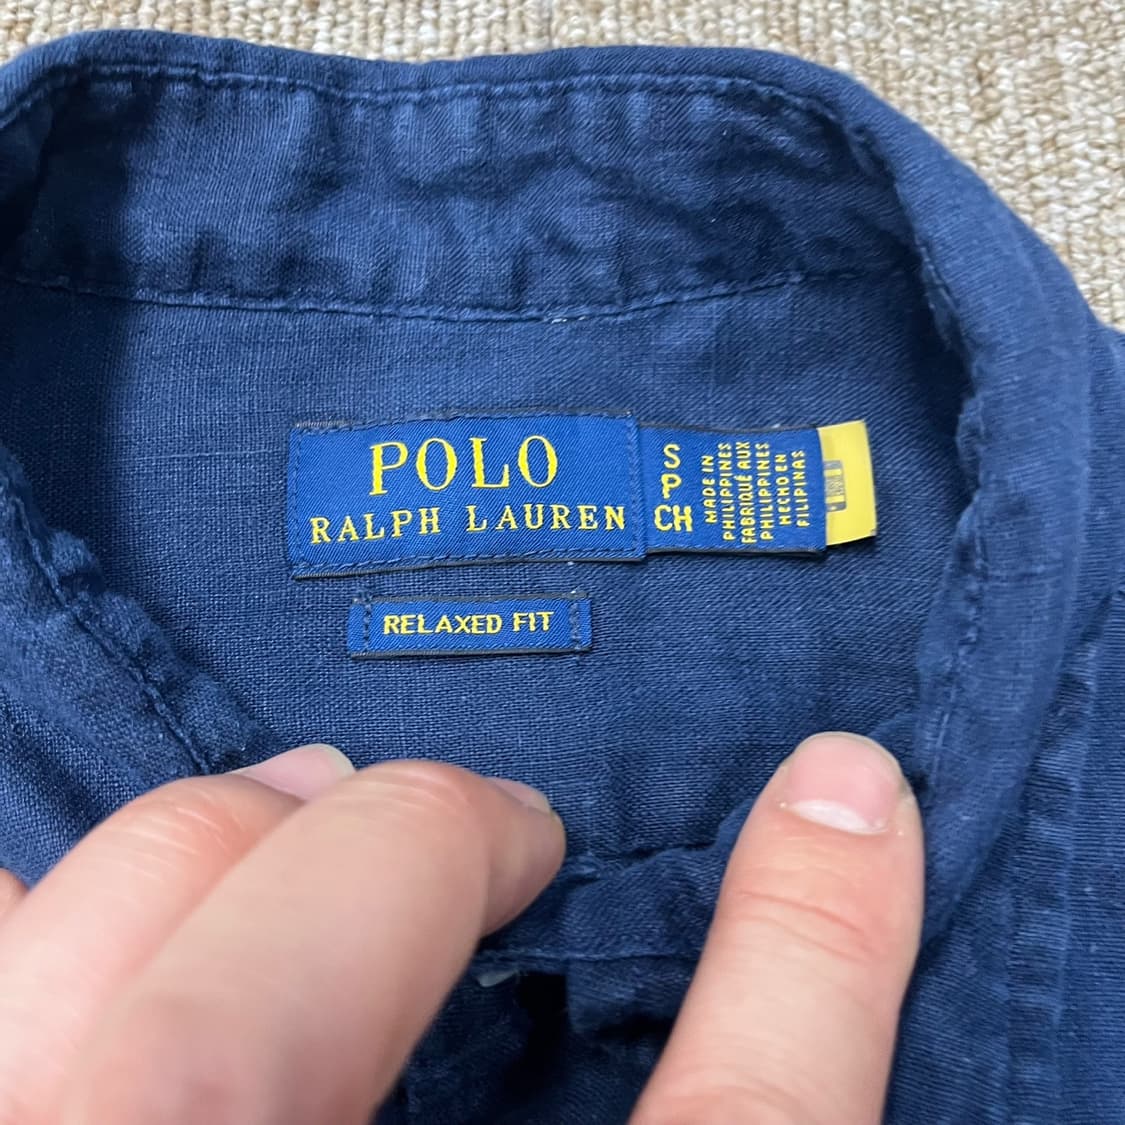 POLO
RALPH LAUREN
S
P
CH
MADE IN
PHILIPPINES
FABRIQUÉ AUX
PHILIPPINES
HECHO EN
FILIPINAS
RELAXED FIT